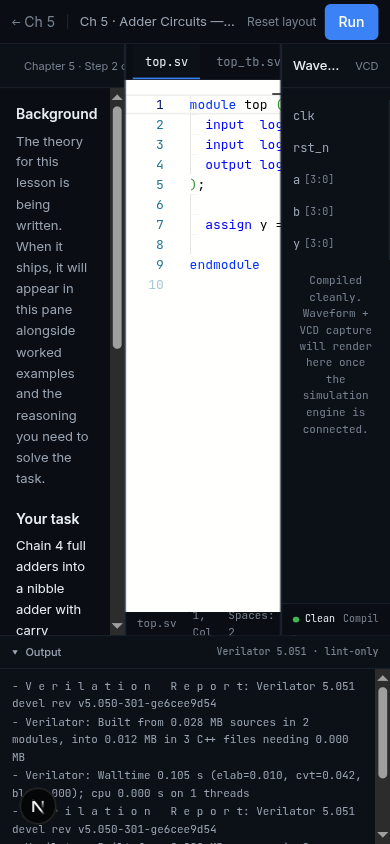 ← Ch 5
Ch 5 · Adder Circuits —...
Reset layout
Run
Chapter 5 · Step 2 o
Background
The theory
for this
lesson is
being
written.
When it
ships, it will
appear in
this pane
alongside
worked
examples
and the
reasoning
you need to
solve the
task.
Your task
Chain 4 full
adders into
a nibble
adder with
carry
top.sv
top_tb.sv
1 module top (
2 input log
3 input log
4 output log
5 );
6
7 assign y =
8
9 endmodule
10
top.sv
1,
Col
Spaces:
2
Wave...
VCD
clk
rst_n
a [3:0]
b [3:0]
y [3:0]
Compiled
cleanly.
Waveform +
VCD capture
will render
here once
the
simulation
engine is
connected.
Clean Compil
Output
Verilator 5.051 · lint-only
- V e r i l a t i o n R e p o r t: Verilator 5.051
devel rev v5.050-301-ge6cee9d54
- Verilator: Built from 0.028 MB sources in 2
modules, into 0.012 MB in 3 C++ files needing 0.000
MB
- Verilator: Walltime 0.105 s (elab=0.010, cvt=0.042,
.000); cpu 0.000 s on 1 threads
i l a t i o n R e p o r t: Verilator 5.051
devel rev v5.050-301-ge6cee9d54
N